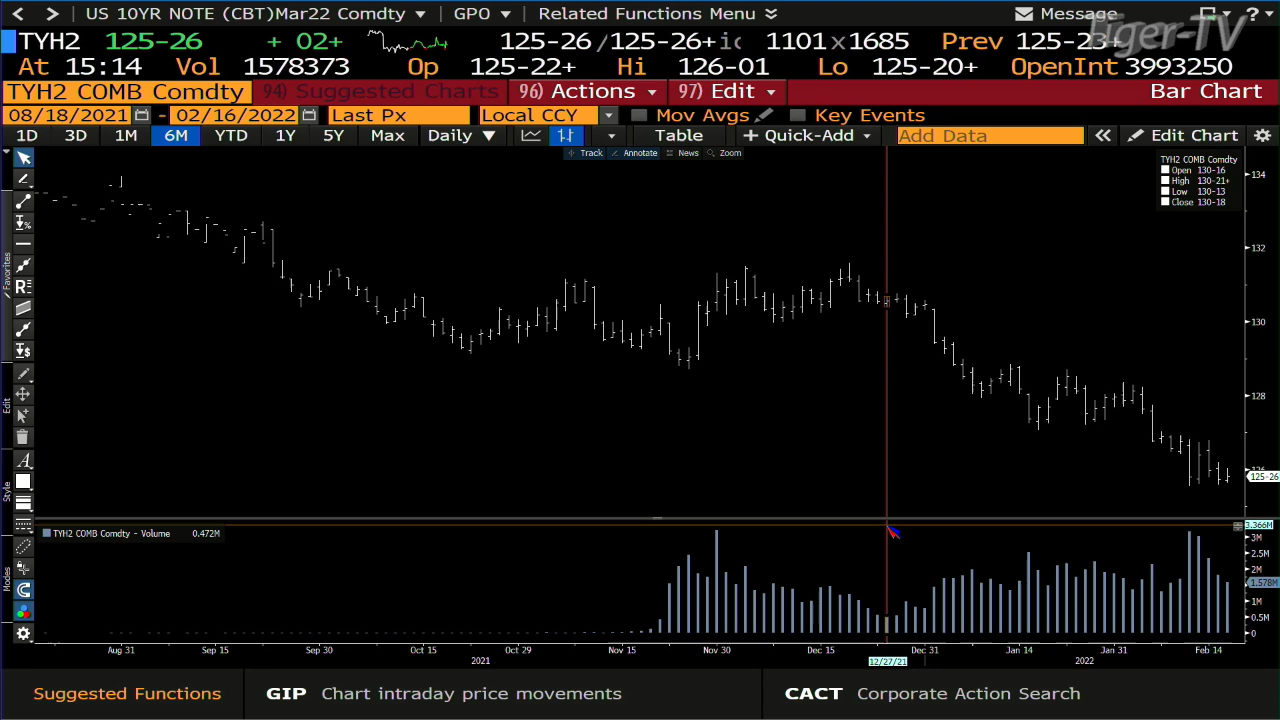 US 10YR NOTE (CBT)Mar22 Comdty GPO Related Functions Menu Message ?
TYH2 125-26 + 02+ 125-26 /125-26+ic 1101 x1685 Prev 125-23+
Tiger-TV
At 15:14 Vol 1578373 Op 125-22+ Hi 126-01 Lo 125-20+ OpenInt 3993250
TYH2 COMB Comdty 94) Suggested Charts 96) Actions 97) Edit Bar Chart
08/18/2021 - 02/16/2022 Last Px Local CCY Mov Avgs Key Events
1D 3D 1M 6M YTD 1Y 5Y Max Daily Table + Quick-Add Add Data Edit Chart
Track Annotate News Zoom
TYH2 COMB Comdty
Open 130-16
High 130-21+
Low 130-13
Close 130-18
134
132
130
128
126
125-26
Favorites
Edit
Style
Modes
TYH2 COMB Comdty - Volume 0.472M
3.366M
3M
2.5M
2M
1.578M
1M
0.5M
0
Aug 31 Sep 15 Sep 30 Oct 15 Oct 29 Nov 15 Nov 30 Dec 15 Dec 31 Jan 14 Jan 31 Feb 14
2021 12/27/21 2022
Suggested Functions GIP Chart intraday price movements CACT Corporate Action Search